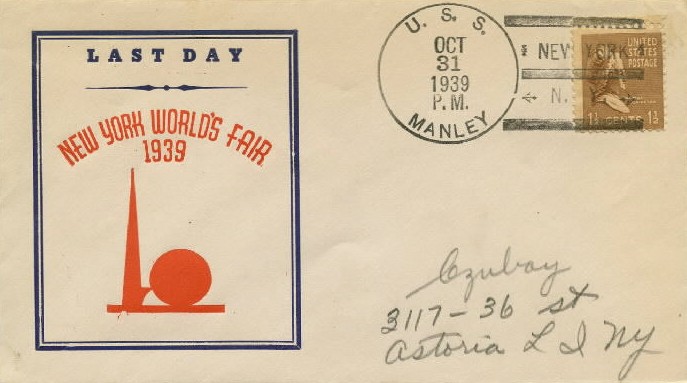 LAST DAY
NEW YORK WORLD'S FAIR
1939
U. S. S.
OCT
31
1939
P.M.
MANLEY
NEW YORK
N.
UNITED
STATES
POSTAGE
1½ CENTS 1½
Czubay
3117-36 st
Astoria L I NY